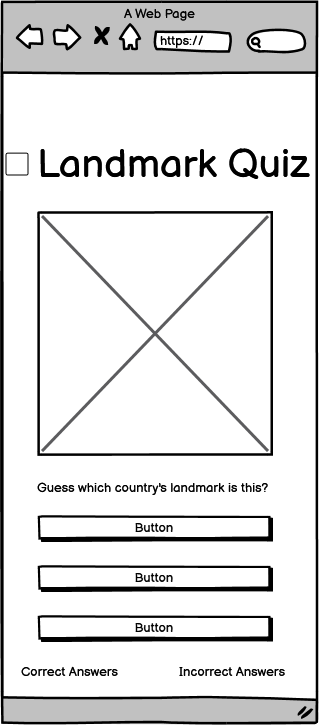 A Web Page
https://
Landmark Quiz
Guess which country's landmark is this?
Button
Button
Button
Correct Answers
Incorrect Answers